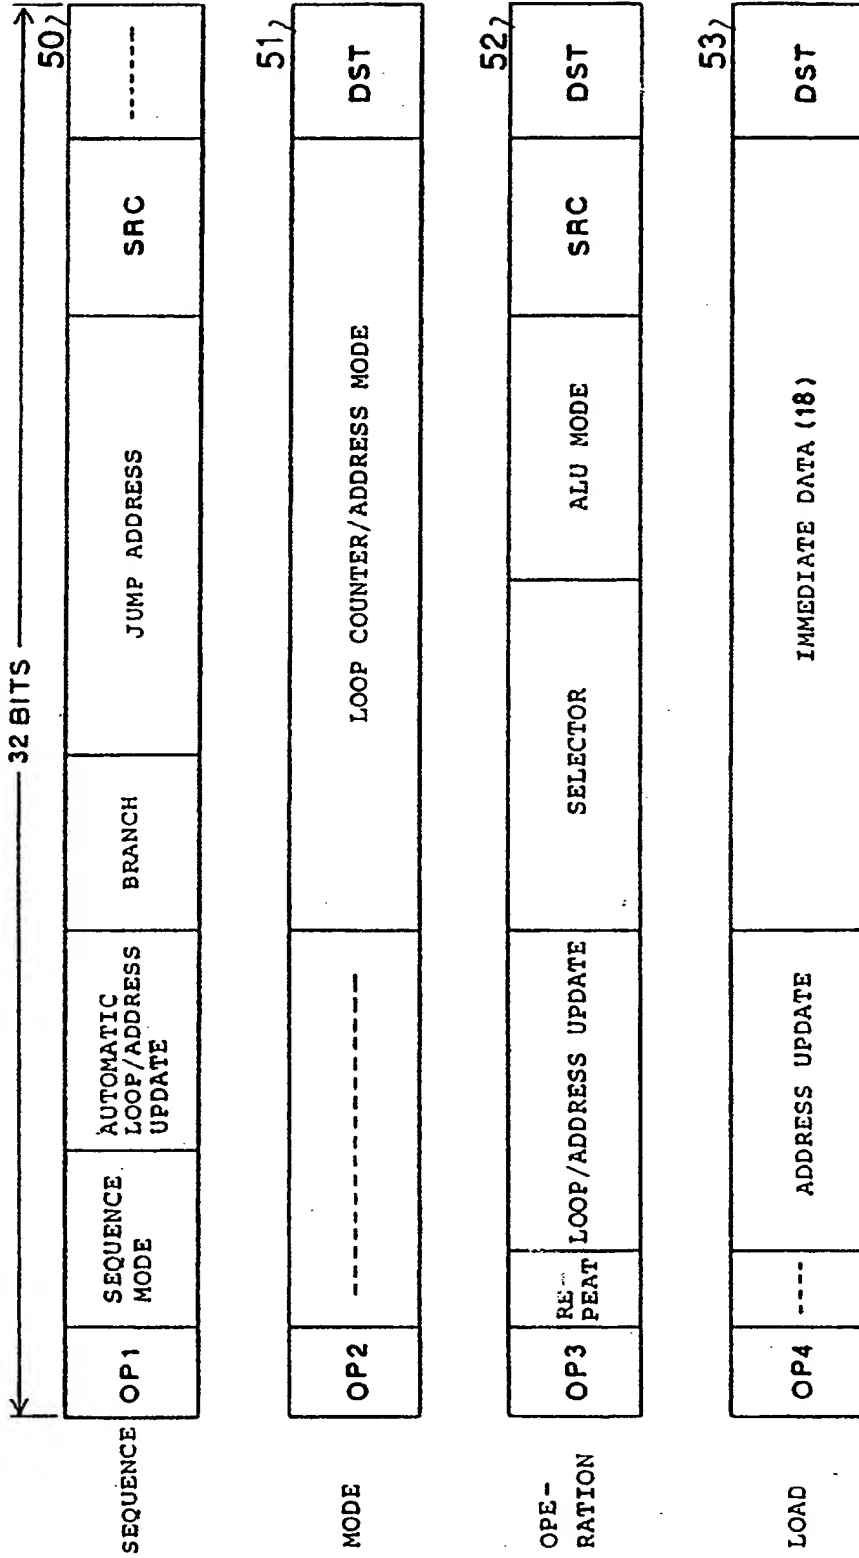 32 BITS
50
SEQUENCE
OP1
SEQUENCE
MODE
AUTOMATIC
LOOP/ADDRESS
UPDATE
BRANCH
JUMP ADDRESS
SRC
-------
51
MODE
OP2
------------------
LOOP COUNTER/ADDRESS MODE
DST
52
OPE-
RATION
OP3
RE-
PEAT
LOOP/ADDRESS UPDATE
SELECTOR
ALU MODE
SRC
DST
53
LOAD
OP4
----
ADDRESS UPDATE
IMMEDIATE DATA (18)
DST